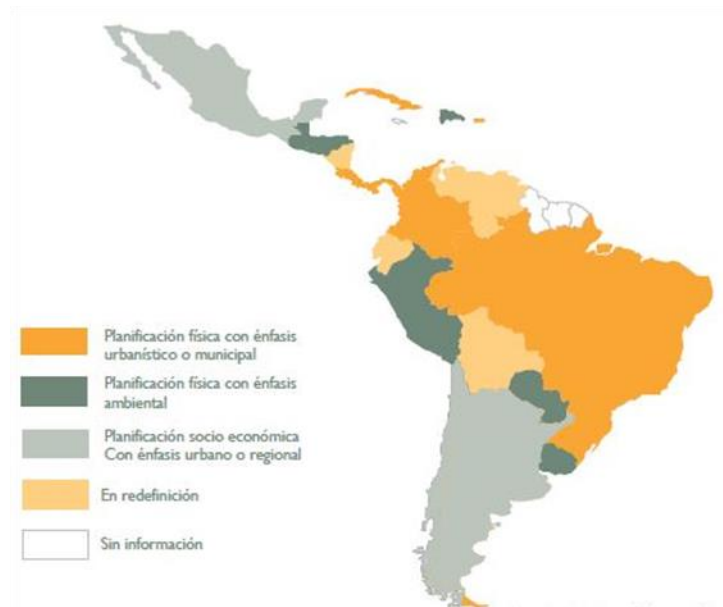 Planificación física con énfasis
urbanístico o municipal
Planificación física con énfasis
ambiental
Planificación socio económica
Con énfasis urbano o regional
En redefinición
Sin información